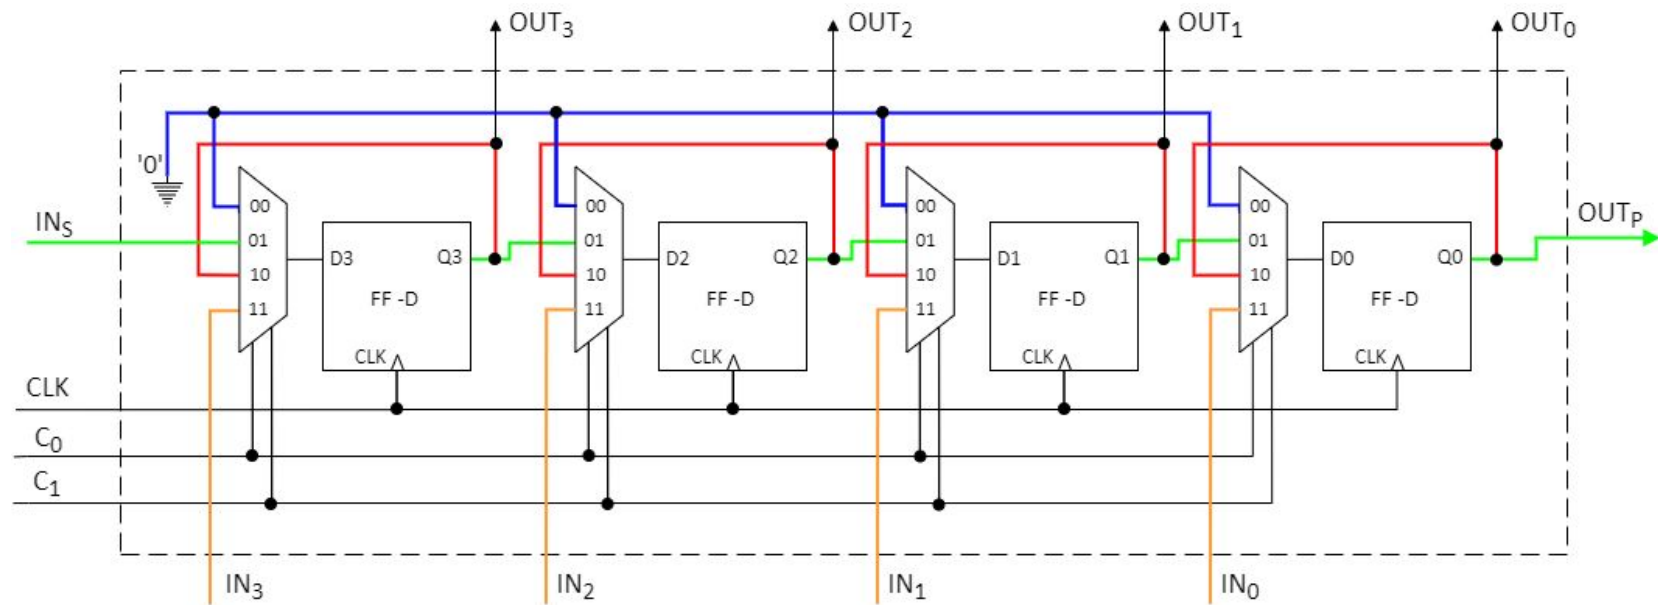 OUT3 OUT2 OUT1 OUT0
'0'
00 00 00 00
INS 01 01 01 01 OUTP
D3 Q3 D2 Q2 D1 Q1 D0 Q0
10 10 10 10
11 FF -D 11 FF -D 11 FF -D 11 FF -D
CLK CLK CLK CLK
CLK
C0
C1
IN3 IN2 IN1 IN0